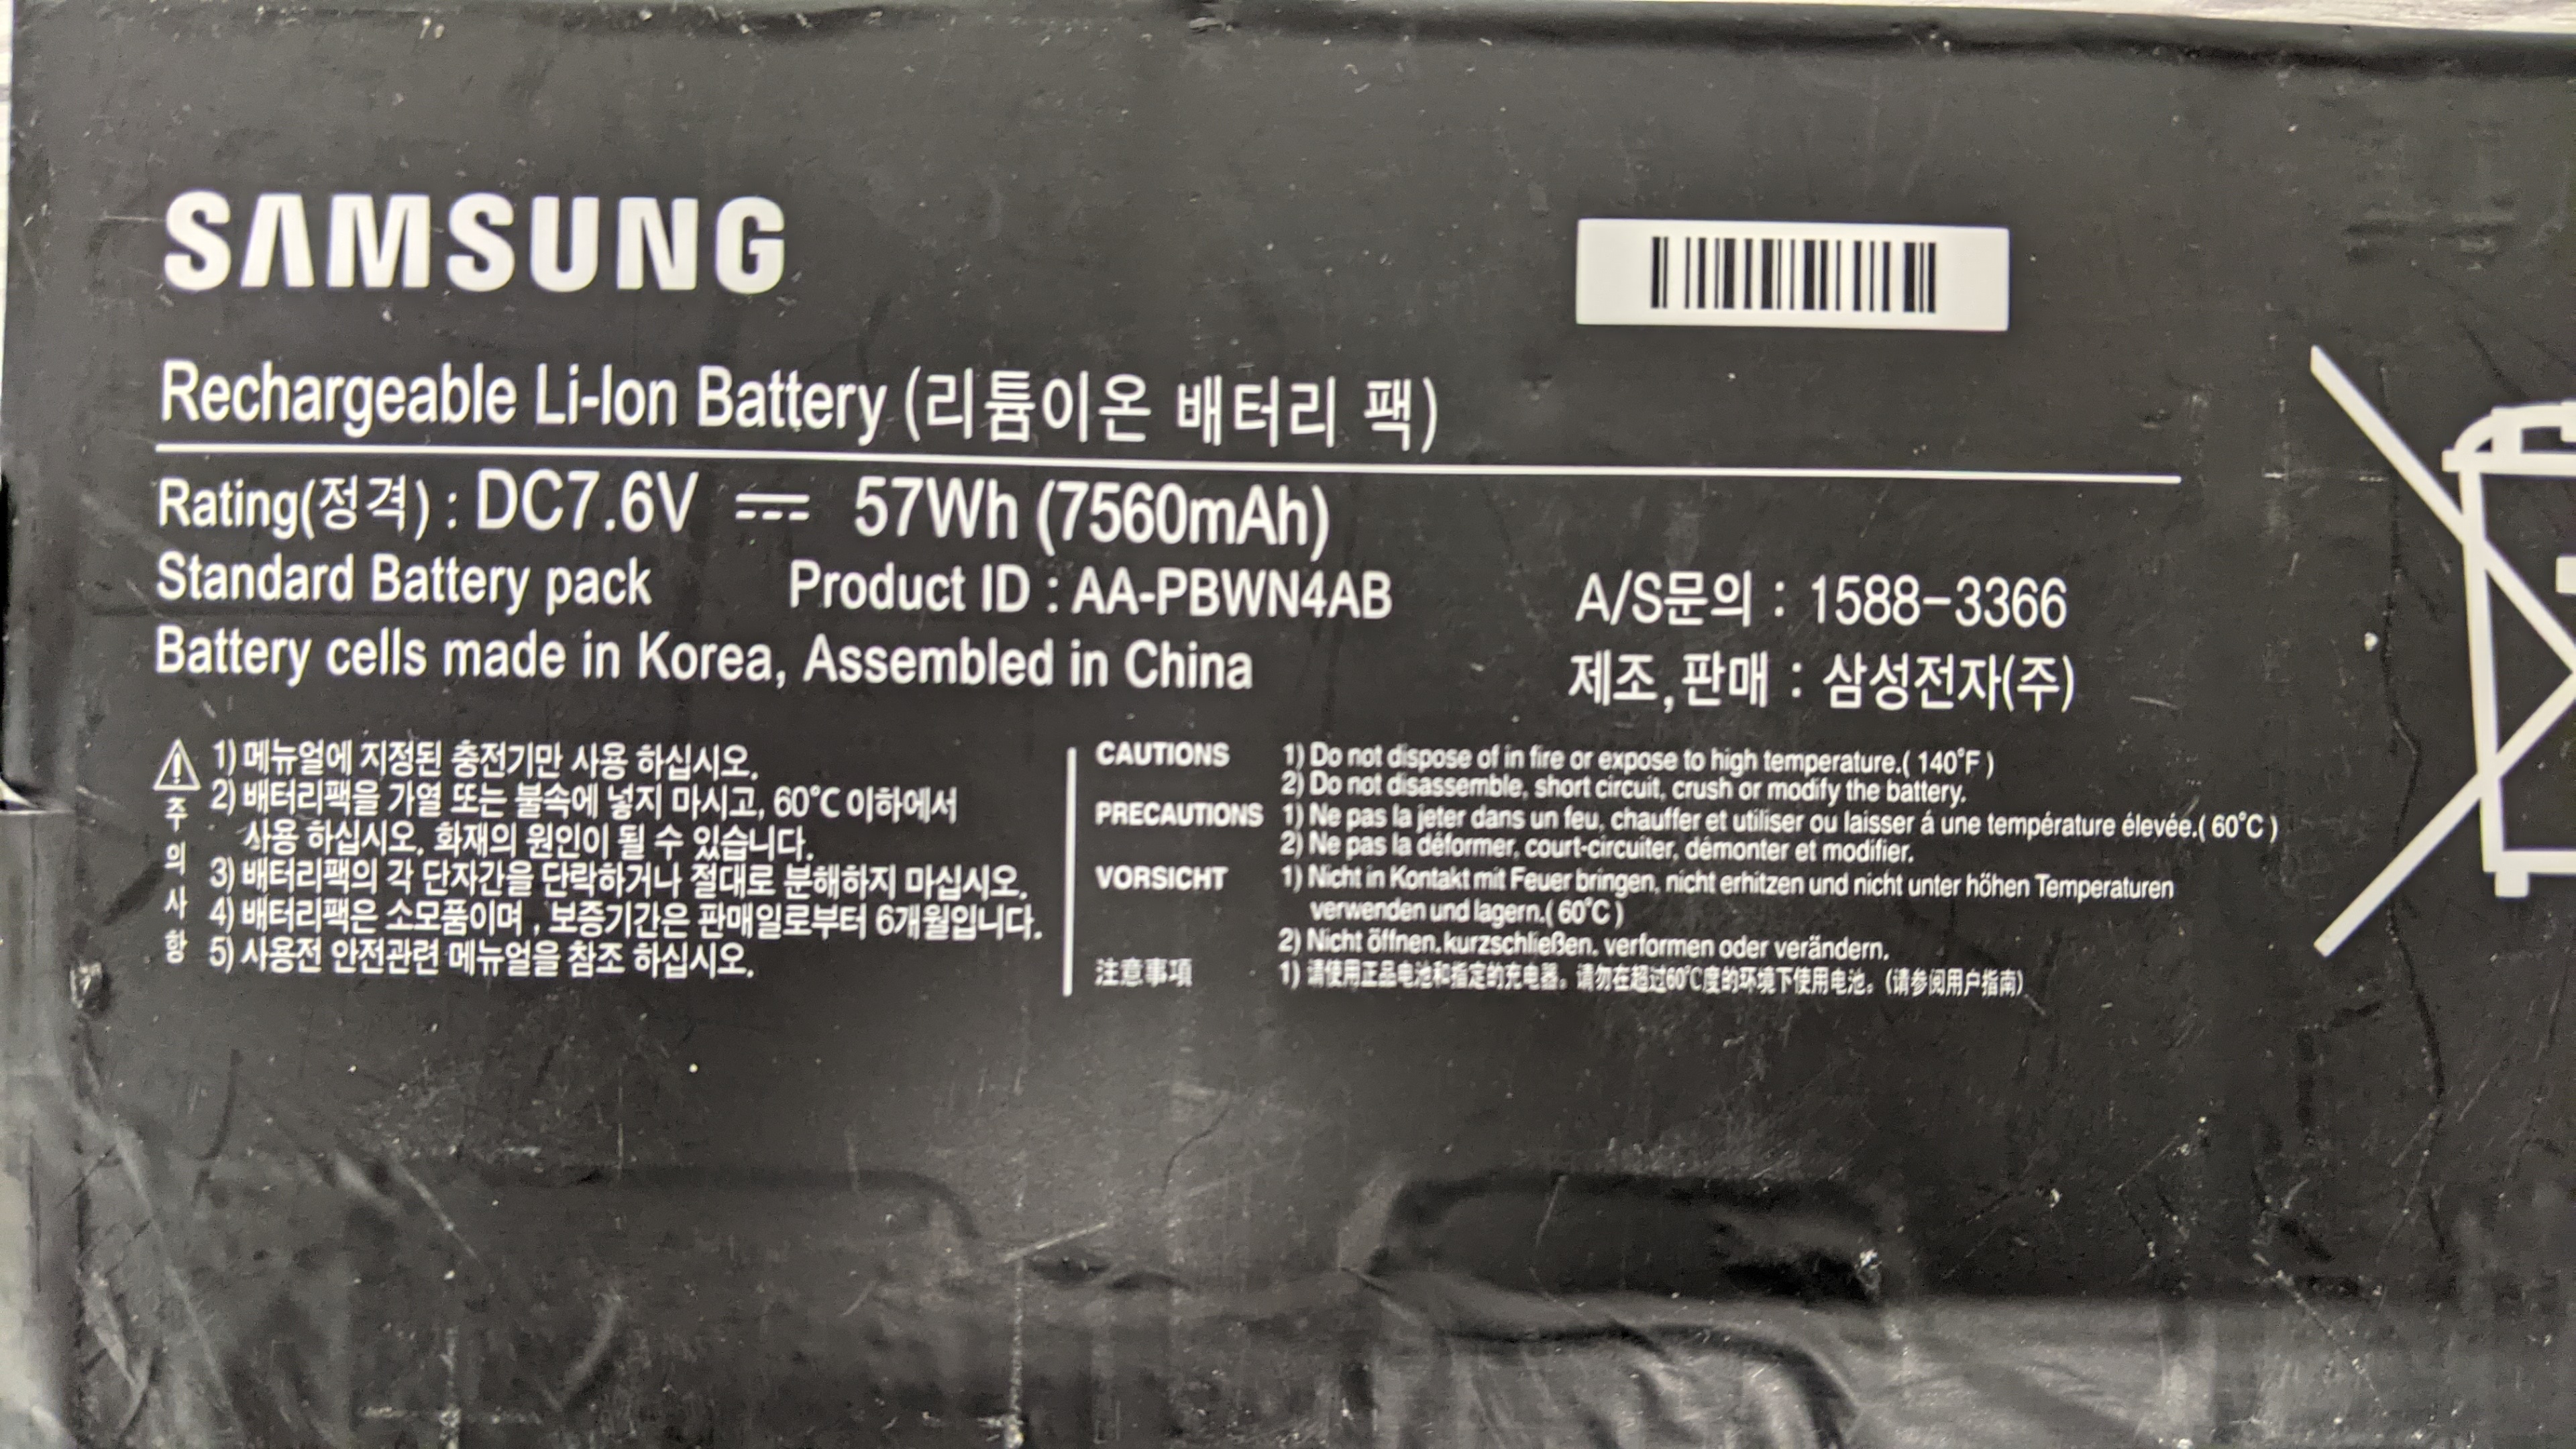 SAMSUNG
Rechargeable Li-Ion Battery (리튬이온 배터리 팩)
Rating(정격) : DC7.6V ⎓ 57Wh (7560mAh)
Standard Battery pack Product ID : AA-PBWN4AB
Battery cells made in Korea, Assembled in China
A/S문의 : 1588-3366
제조,판매 : 삼성전자(주)
주의사항
1) 메뉴얼에 지정된 충전기만 사용 하십시오.
2) 배터리팩을 가열 또는 불속에 넣지 마시고, 60°C 이하에서
사용 하십시오. 화재의 원인이 될 수 있습니다.
3) 배터리팩의 각 단자간을 단락하거나 절대로 분해하지 마십시오.
4) 배터리팩은 소모품이며 , 보증기간은 판매일로부터 6개월입니다.
5) 사용전 안전관련 메뉴얼을 참조 하십시오.
CAUTIONS 1) Do not dispose of in fire or expose to high temperature.( 140°F )
2) Do not disassemble, short circuit, crush or modify the battery.
PRECAUTIONS 1) Ne pas la jeter dans un feu, chauffer et utiliser ou laisser á une température élevée.( 60°C )
2) Ne pas la déformer, court-circuiter, démonter et modifier.
VORSICHT 1) Nicht in Kontakt mit Feuer bringen, nicht erhitzen und nicht unter höhen Temperaturen
verwenden und lagern.( 60°C )
2) Nicht öffnen.kurzschließen. verformen oder verändern.
注意事項 1) 请使用正品电池和指定的充电器。请勿在超过60°C度的环境下使用电池。(请参阅用户指南)